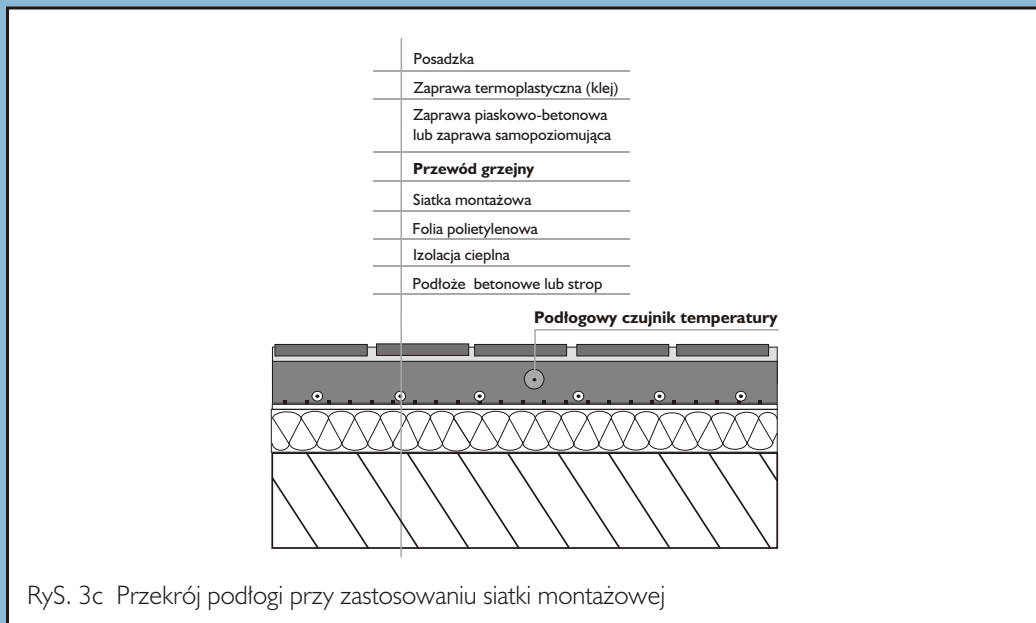 Posadzka
Zaprawa termoplastyczna (klej)
Zaprawa piaskowo-betonowa
lub zaprawa samopoziomująca
Przewód grzejny
Siatka montażowa
Folia polietylenowa
Izolacja cieplna
Podłoże betonowe lub strop
Podłogowy czujnik temperatury
RyS. 3c Przekrój podłogi przy zastosowaniu siatki montażowej